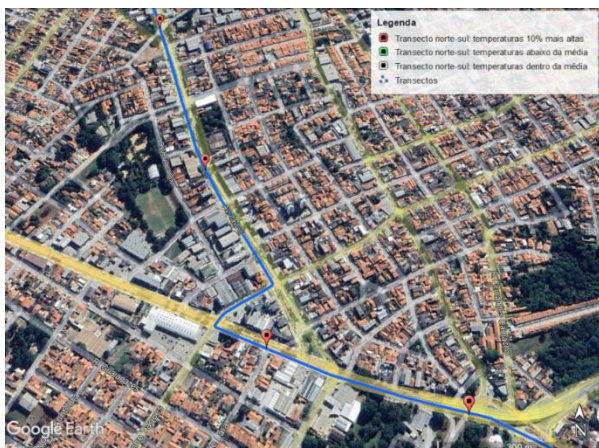 Legenda
Transecto norte-sul: temperaturas 10% mais altas
Transecto norte-sul: temperaturas abaixo da média
Transecto norte-sul: temperaturas dentro da média
Transectos
Google Earth
N